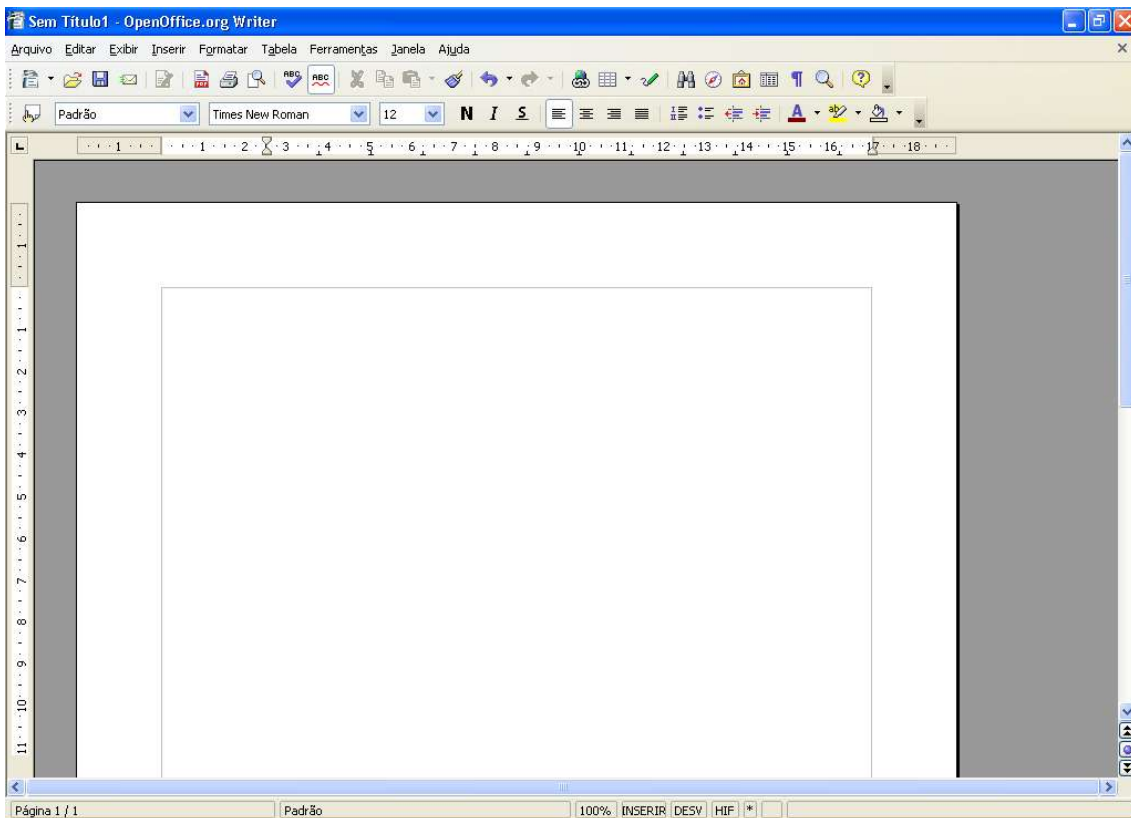 Sem Título1 - OpenOffice.org Writer
Arquivo Editar Exibir Inserir Formatar Tabela Ferramentas Janela Ajuda
ABC ABC
Padrão Times New Roman 12 N I S A
1 1 2 3 4 5 6 7 8 9 10 11 12 13 14 15 16 17 18
1
1
2
3
4
5
6
7
8
9
10
11
Página 1 / 1 Padrão 100% INSERIR DESV HIF *